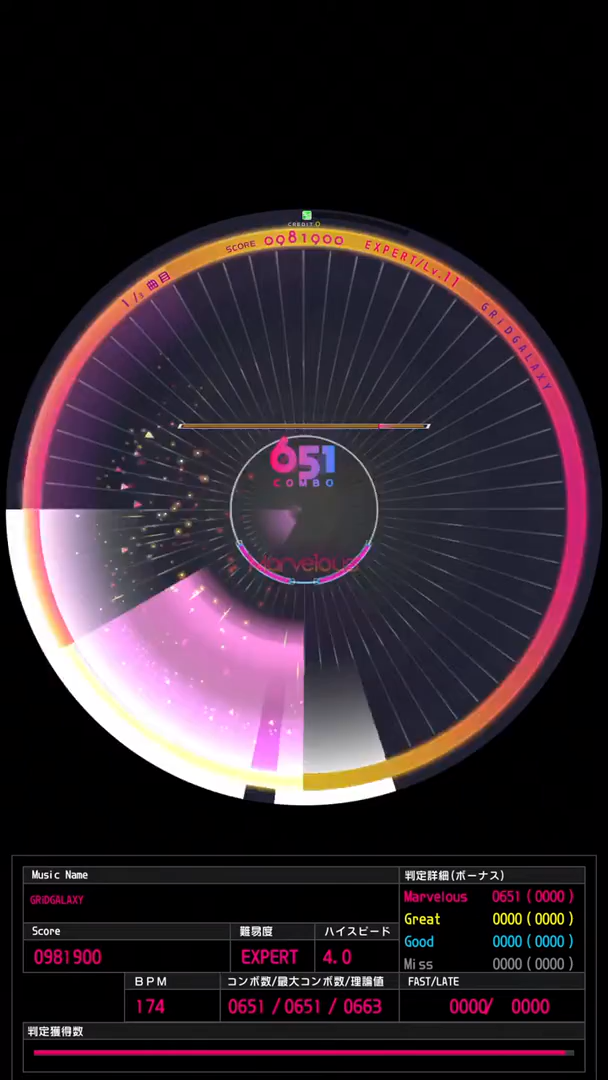 CREDIT:0
1/3 曲目
SCORE 0981900
EXPERT/Lv.11
GRiDGALAXY
651
COMBO
Marvelous
Music Name
GRiDGALAXY
Score
0981900
難易度
EXPERT
ハイスピード
4.0
判定詳細(ボーナス)
Marvelous 0651 ( 0000 )
Great 0000 ( 0000 )
Good 0000 ( 0000 )
Miss 0000 ( 0000 )
BPM
174
コンボ数/最大コンボ数/理論値
0651 / 0651 / 0663
FAST/LATE
0000/ 0000
判定獲得数